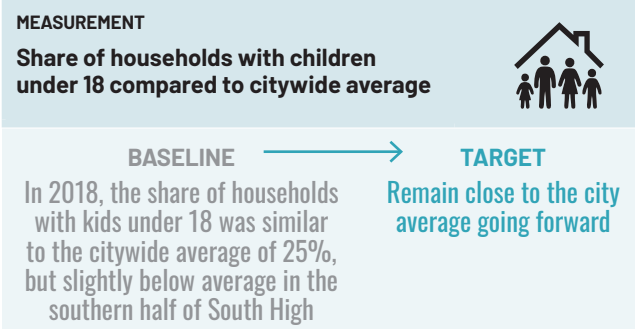 MEASUREMENT
Share of households with children
under 18 compared to citywide average
BASELINE
In 2018, the share of households
with kids under 18 was similar
to the citywide average of 25%,
but slightly below average in the
southern half of South High
TARGET
Remain close to the city
average going forward